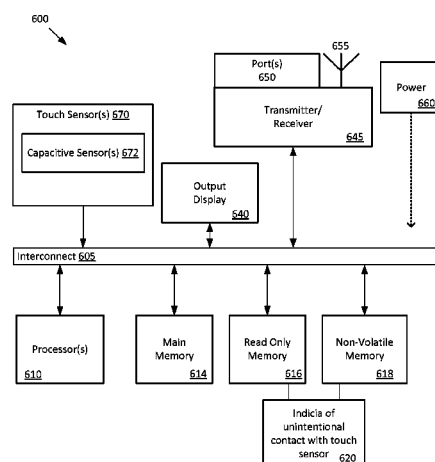 600
655
Port(s)
650
Power
660
Touch Sensor(s) 670
Transmitter/
Receiver
645
Capacitive Sensor(s) 672
Output
Display
640
Interconnect 605
Processor(s)
610
Main
Memory
614
Read Only
Memory
616
Non-Volatile
Memory
618
Indicia of
unintentional
contact with touch
sensor
620